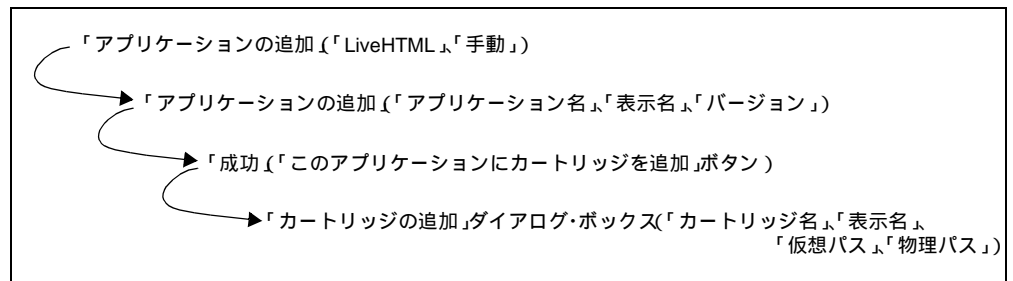 「アプリケーションの追加」(「LiveHTML」、「手動」)
「アプリケーションの追加」(「アプリケーション名」、「表示名」、「バージョン」)
「成功」(「このアプリケーションにカートリッジを追加」ボタン)
「カートリッジの追加」ダイアログ・ボックス(「カートリッジ名」、「表示名」、
「仮想パス」、「物理パス」)